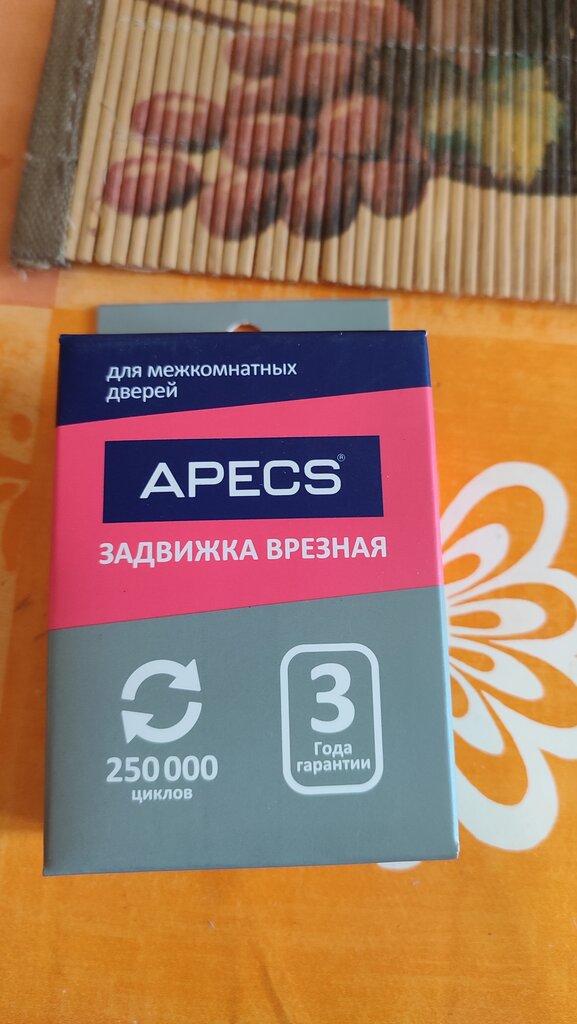 для межкомнатных
дверей
APECS®
ЗАДВИЖКА ВРЕЗНАЯ
250 000
циклов
3
Года
гарантии